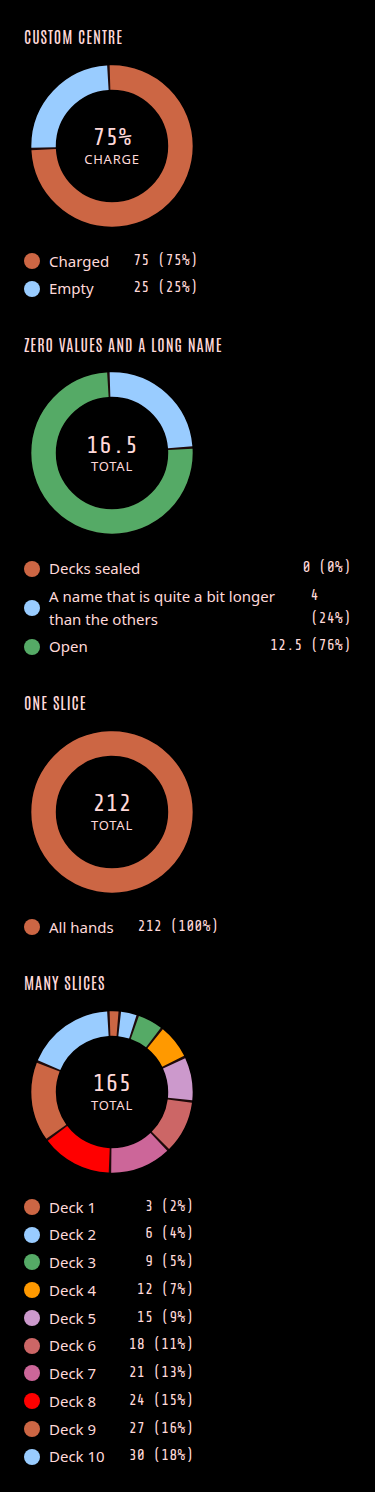 CUSTOM CENTRE
75%
CHARGE
Charged 75 (75%)
Empty 25 (25%)
ZERO VALUES AND A LONG NAME
16.5
TOTAL
Decks sealed 0 (0%)
A name that is quite a bit longer 4
than the others (24%)
Open 12.5 (76%)
ONE SLICE
212
TOTAL
All hands 212 (100%)
MANY SLICES
165
TOTAL
Deck 1 3 (2%)
Deck 2 6 (4%)
Deck 3 9 (5%)
Deck 4 12 (7%)
Deck 5 15 (9%)
Deck 6 18 (11%)
Deck 7 21 (13%)
Deck 8 24 (15%)
Deck 9 27 (16%)
Deck 10 30 (18%)